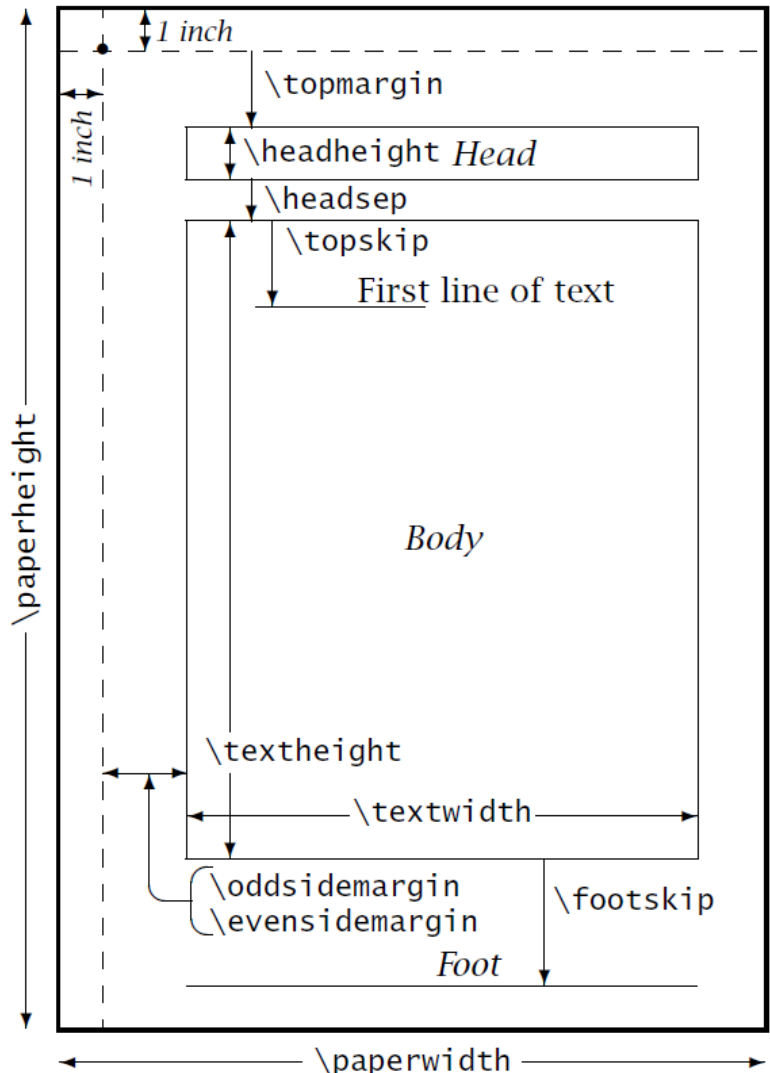 1 inch
\topmargin
1 inch
\headheight Head
\headsep
\topskip
First line of text
\paperheight
Body
\textheight
\textwidth
\oddsidemargin
\evensidemargin
\footskip
Foot
\paperwidth